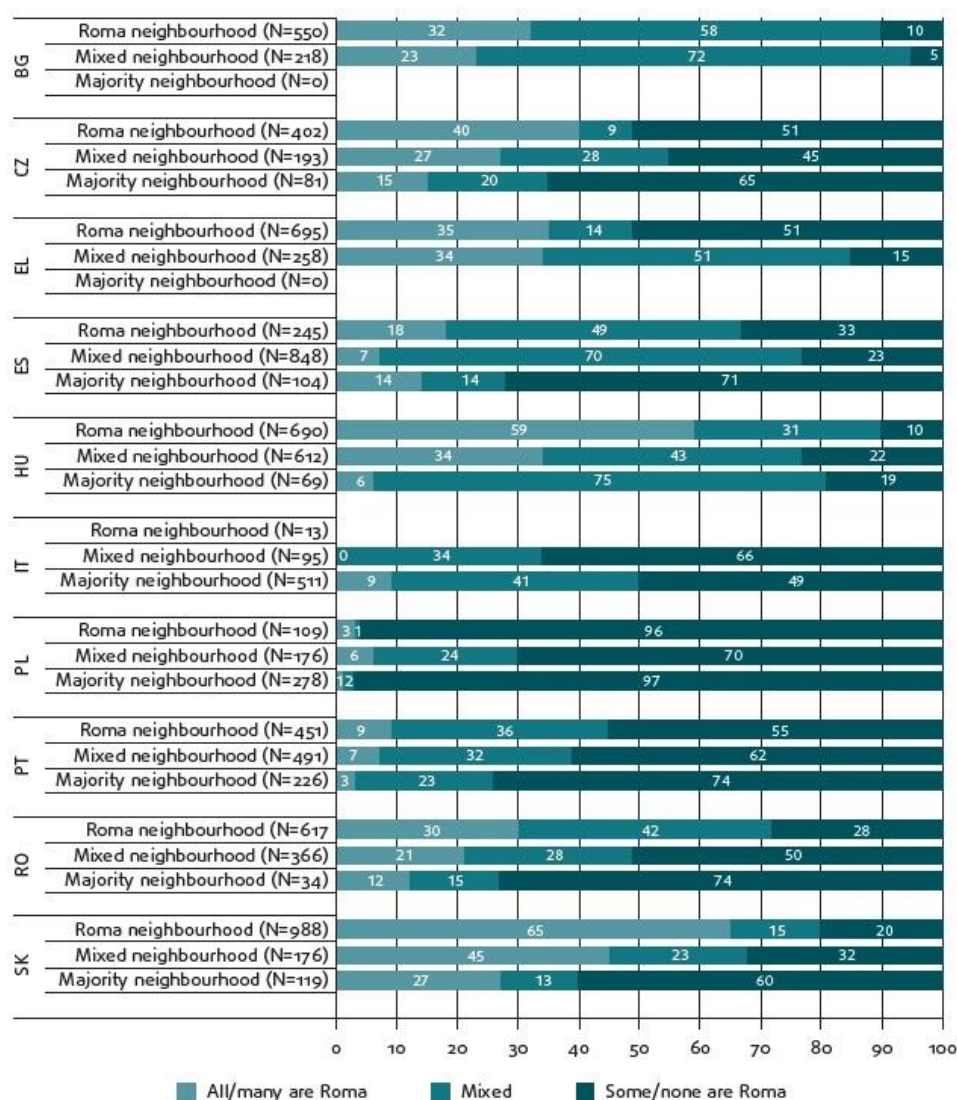 BG
Roma neighbourhood (N=550) 32 58 10
Mixed neighbourhood (N=218) 23 72 5
Majority neighbourhood (N=0)
CZ
Roma neighbourhood (N=402) 40 9 51
Mixed neighbourhood (N=193) 27 28 45
Majority neighbourhood (N=81) 15 20 65
EL
Roma neighbourhood (N=695) 35 14 51
Mixed neighbourhood (N=258) 34 51 15
Majority neighbourhood (N=0)
ES
Roma neighbourhood (N=245) 18 49 33
Mixed neighbourhood (N=848) 7 70 23
Majority neighbourhood (N=104) 14 14 71
HU
Roma neighbourhood (N=690) 59 31 10
Mixed neighbourhood (N=612) 34 43 22
Majority neighbourhood (N=69) 6 75 19
IT
Roma neighbourhood (N=13)
Mixed neighbourhood (N=95) 0 34 66
Majority neighbourhood (N=511) 9 41 49
PL
Roma neighbourhood (N=109) 3 1 96
Mixed neighbourhood (N=176) 6 24 70
Majority neighbourhood (N=278) 1 2 97
PT
Roma neighbourhood (N=451) 9 36 55
Mixed neighbourhood (N=491) 7 32 62
Majority neighbourhood (N=226) 3 23 74
RO
Roma neighbourhood (N=617 30 42 28
Mixed neighbourhood (N=366) 21 28 50
Majority neighbourhood (N=34) 12 15 74
SK
Roma neighbourhood (N=988) 65 15 20
Mixed neighbourhood (N=176) 45 23 32
Majority neighbourhood (N=119) 27 13 60
0 10 20 30 40 50 60 70 80 90 100
All/many are Roma Mixed Some/none are Roma